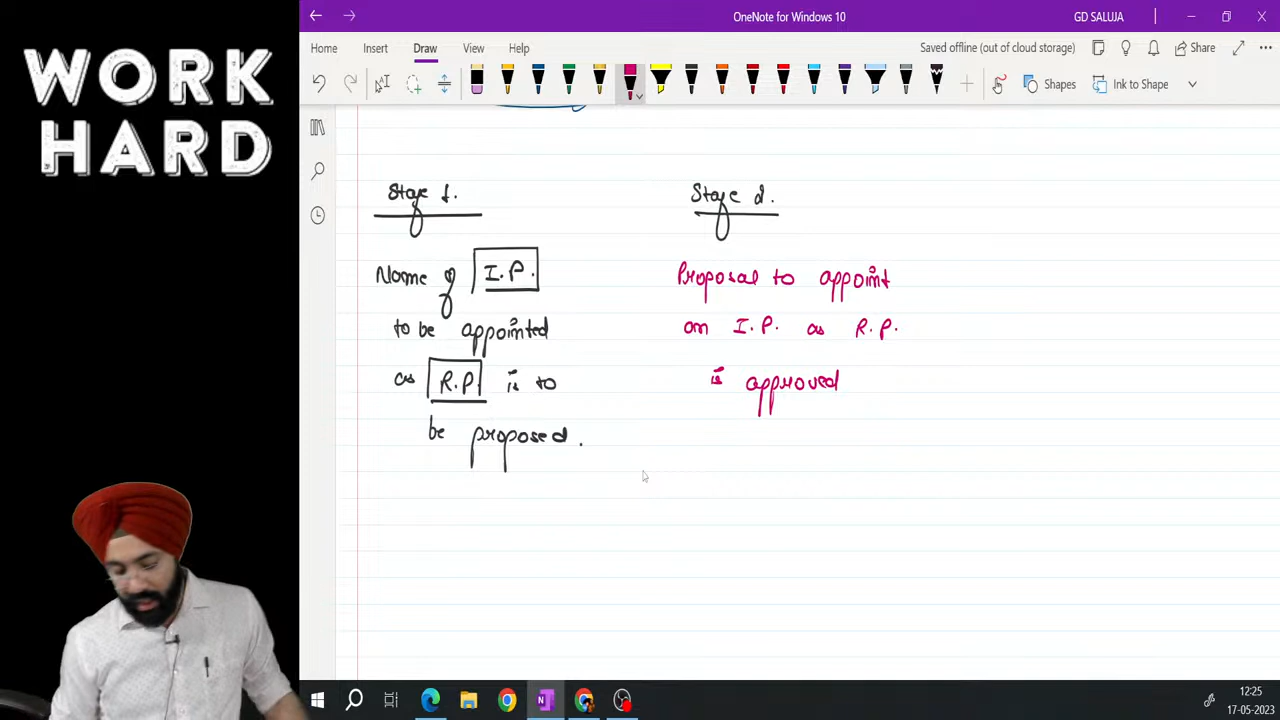 WORK
HARD
OneNote for Windows 10
GD SALUJA
Home Insert Draw View Help
Saved offline (out of cloud storage)
Share
Shapes
Ink to Shape
Stage 1.
Name of I.P.
to be appointed
as R.P is to
be proposed.
Stage 2.
Proposal to appoint
an I.P. as R.P.
is approved
12:25
17-05-2023